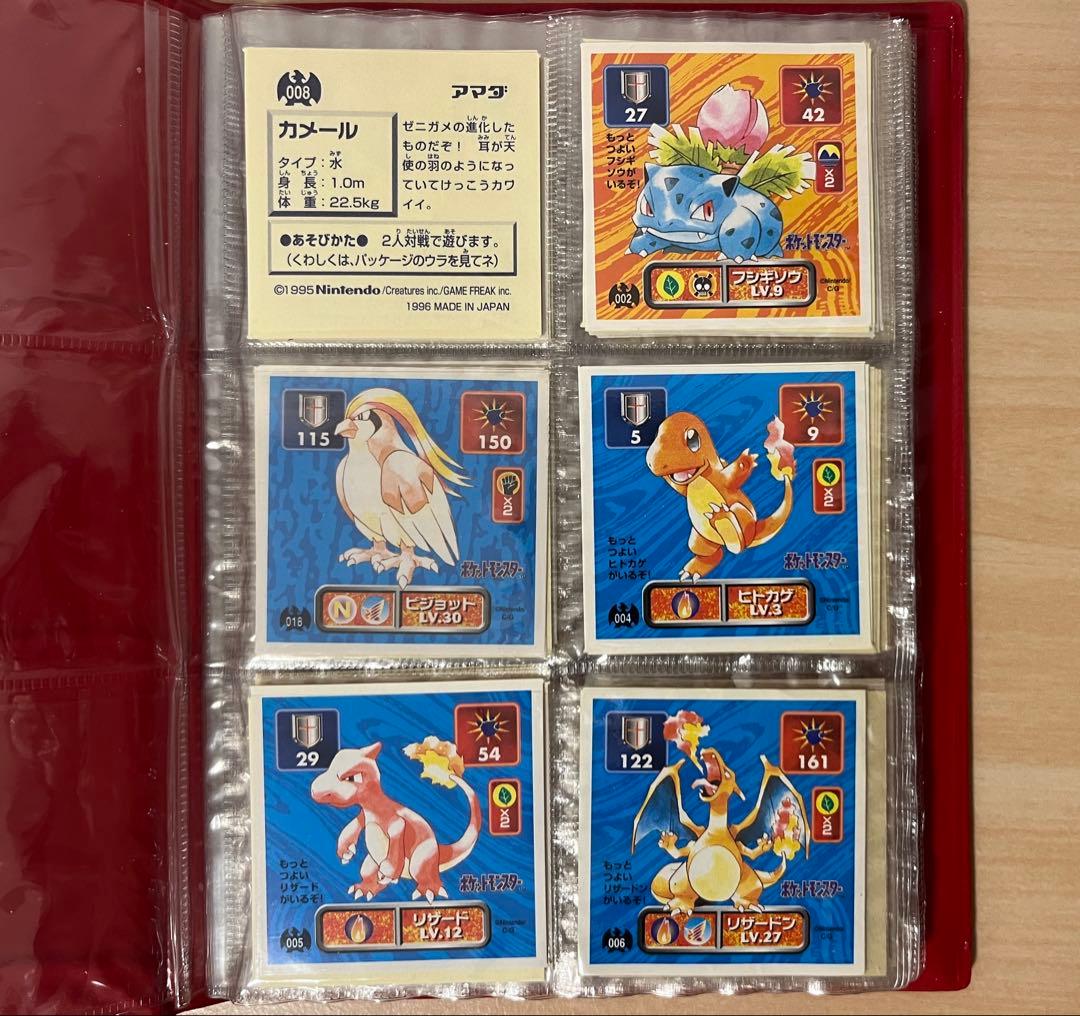 008
アマダ
カメール
タイプ:水
身長:1.0m
体重:22.5kg
ゼニガメの進化した
ものだぞ! 耳が天
使の羽のようになっ
ていてけっこうカワ
イイ。
●あそびかた● 2人対戦で遊びます。
(くわしくは、パッケージのウラを見てネ)
©1995 Nintendo/Creatures inc./GAME FREAK inc.
1996 MADE IN JAPAN
27
42
もっと
つよい
フシギ
ソウが
いるぞ!
×2
ポケットモンスター
002
フシギソウ
LV.9
©Nintendo
C/G
115
150
×2
ポケットモンスター
018
N
ピジョット
LV.30
©Nintendo
C/G
5
9
×2
もっと
つよい
ヒトカゲ
がいるぞ!
ポケットモンスター
004
ヒトカゲ
LV.3
©Nintendo
C/G
29
54
×2
もっと
つよい
リザード
がいるぞ!
ポケットモンスター
005
リザード
LV.12
©Nintendo
C/G
122
161
×2
もっと
つよい
リザードン
がいるぞ!
ポケットモンスター
006
リザードン
LV.27
©Nintendo
C/G